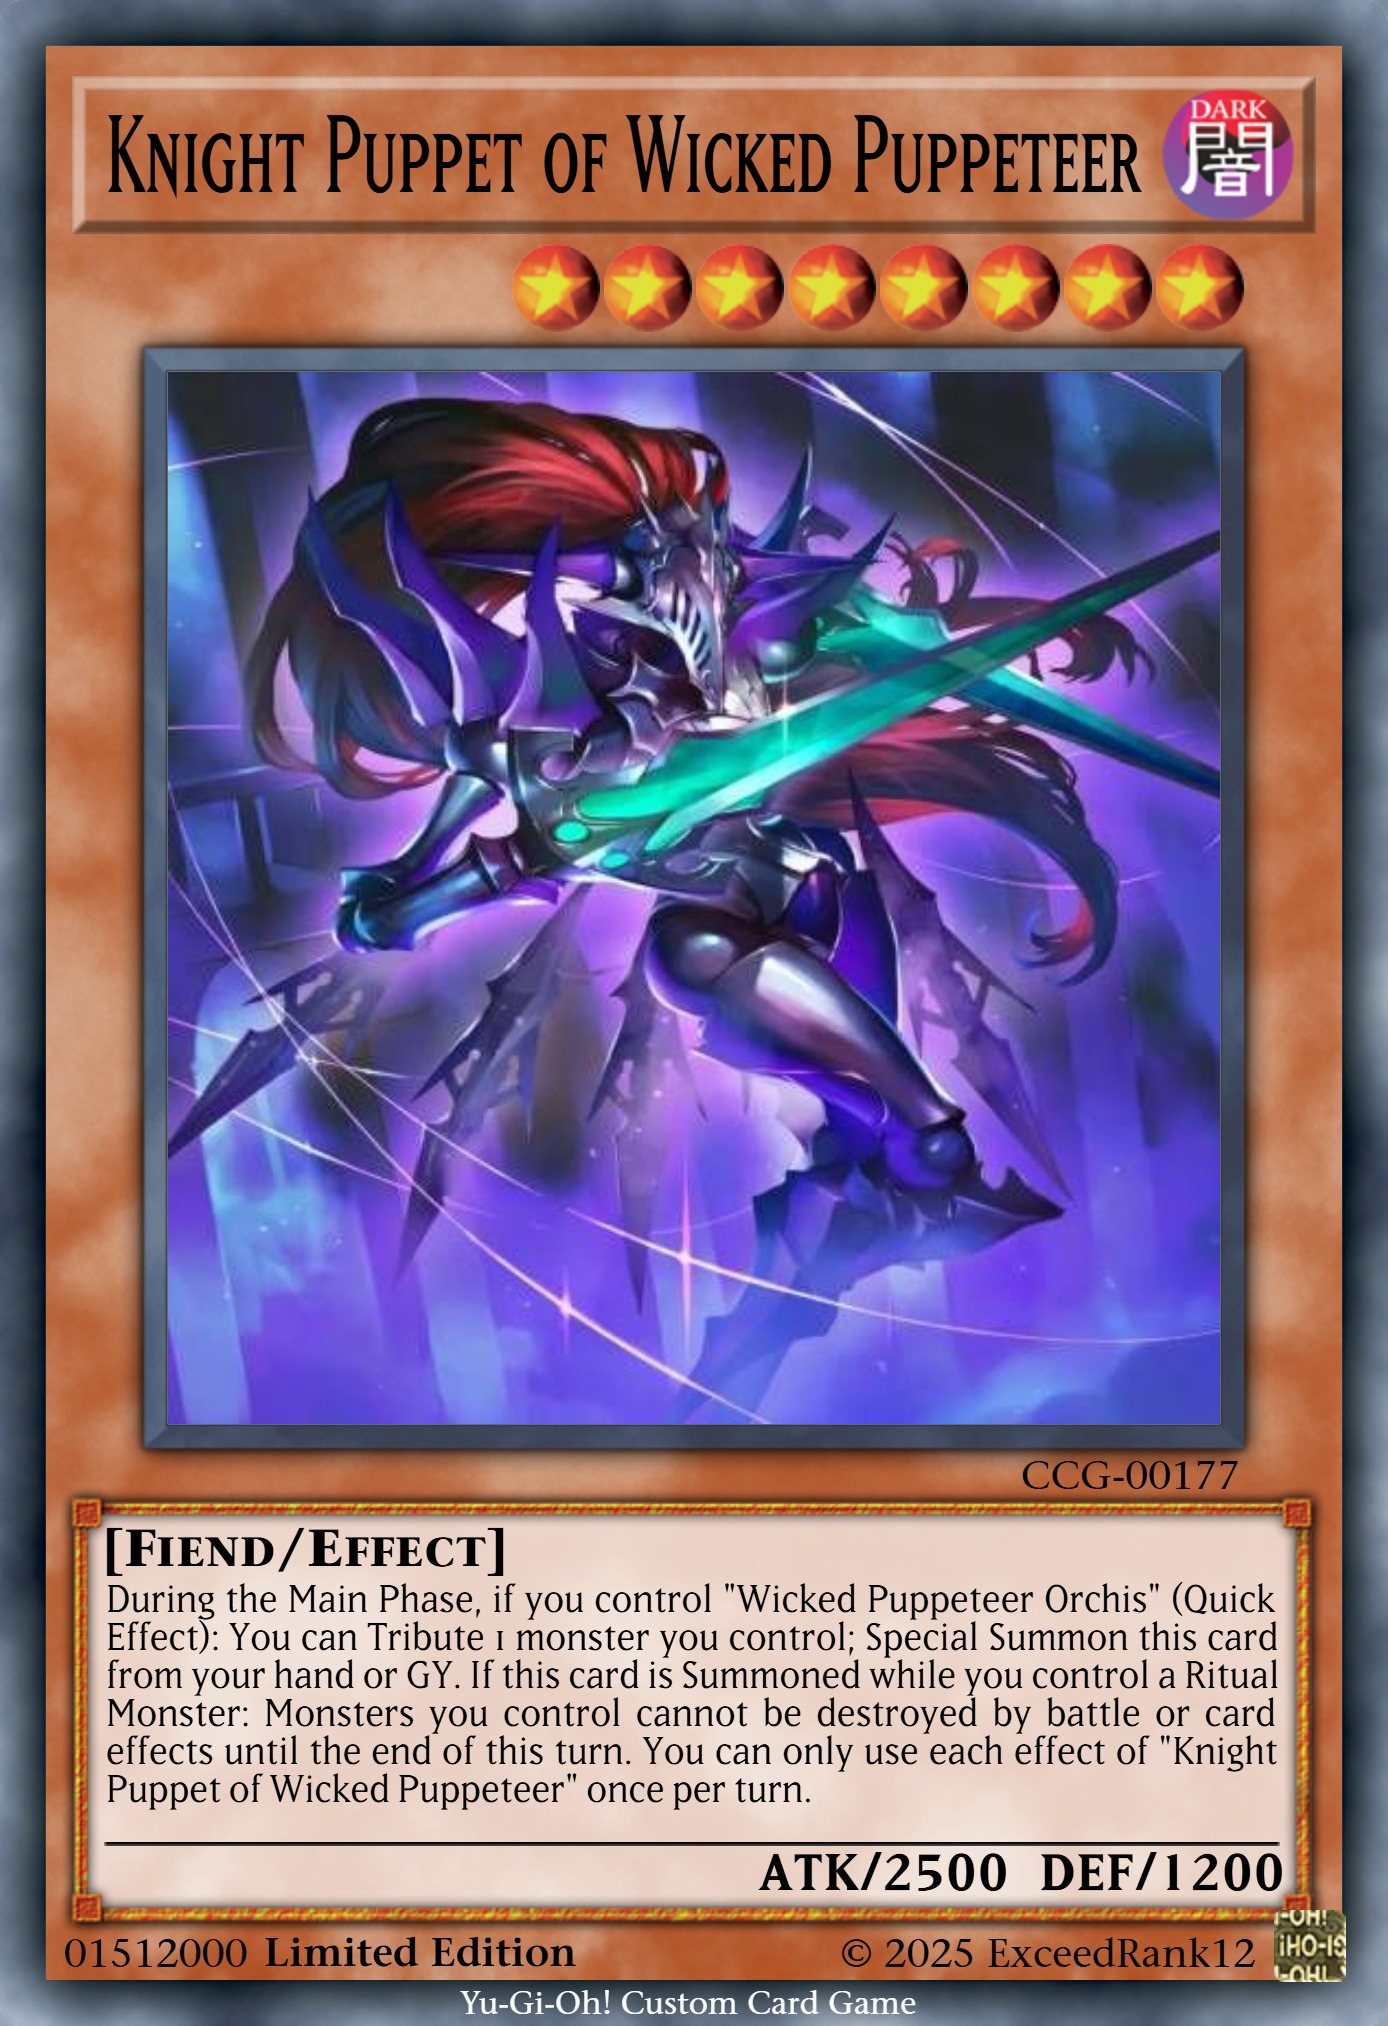 Knight Puppet of Wicked Puppeteer
DARK
闇
CCG-00177
[Fiend/Effect]
During the Main Phase, if you control "Wicked Puppeteer Orchis" (Quick
Effect): You can Tribute 1 monster you control; Special Summon this card
from your hand or GY. If this card is Summoned while you control a Ritual
Monster: Monsters you control cannot be destroyed by battle or card
effects until the end of this turn. You can only use each effect of "Knight
Puppet of Wicked Puppeteer" once per turn.
ATK/2500 DEF/1200
01512000 Limited Edition
© 2025 ExceedRank12
Yu-Gi-Oh! Custom Card Game